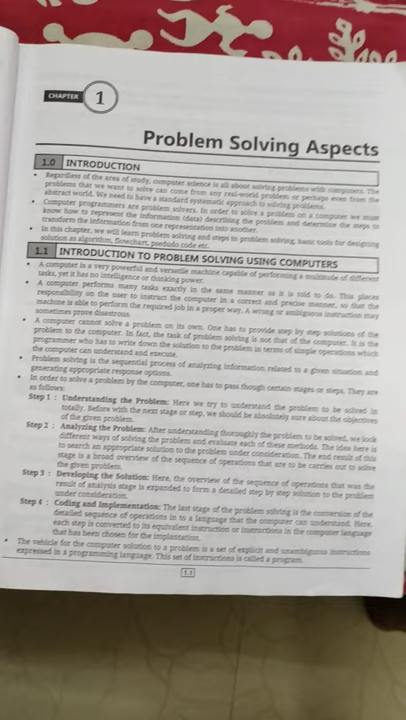 CHAPTER 1
Problem Solving Aspects
1.0 INTRODUCTION
• Regardless of the area of study, computer science is all about solving problems with computers. The
problems that we want to solve can come from any real-world problem or perhaps even from the
abstract world. We need to have a standard systematic approach to solving problems.
• Computer programmers are problem solvers. In order to solve a problem on a computer we must
know how to represent the information (data) describing the problem and determine the steps to
transform the information from one representation into another.
• In this chapter, we will learn problem solving and steps in problem solving, basic tools for designing
solution as algorithm, flowchart, pseudo code etc.
1.1 INTRODUCTION TO PROBLEM SOLVING USING COMPUTERS
• A computer is a very powerful and versatile machine capable of performing a multitude of different
tasks, yet it has no intelligence or thinking power.
• A computer performs many tasks exactly in the same manner as it is told to do. This places
responsibility on the user to instruct the computer in a correct and precise manner, so that the
machine is able to perform the required job in a proper way. A wrong or ambiguous instruction may
sometimes prove disastrous.
• A computer cannot solve a problem on its own. One has to provide step by step solutions of the
problem to the computer. In fact, the task of problem solving is not that of the computer. It is the
programmer who has to write down the solution to the problem in terms of simple operations which
the computer can understand and execute.
• Problem solving is the sequential process of analyzing information related to a given situation and
generating appropriate response options.
• In order to solve a problem by the computer, one has to pass though certain stages or steps. They are
as follows:
Step 1 : Understanding the Problem: Here we try to understand the problem to be solved in
totally. Before with the next stage or step, we should be absolutely sure about the objectives
of the given problem.
Step 2 : Analyzing the Problem: After understanding thoroughly the problem to be solved, we look
different ways of solving the problem and evaluate each of these methods. The idea here is
to search an appropriate solution to the problem under consideration. The end result of this
stage is a broad overview of the sequence of operations that are to be carries out to solve
the given problem.
Step 3 : Developing the Solution: Here, the overview of the sequence of operations that was the
result of analysis stage is expanded to form a detailed step by step solution to the problem
under consideration.
Step 4 : Coding and Implementation: The last stage of the problem solving is the conversion of the
detailed sequence of operations in to a language that the computer can understand. Here,
each step is converted to its equivalent instruction or instructions in the computer language
that has been chosen for the implantation.
• The vehicle for the computer solution to a problem is a set of explicit and unambiguous instructions
expressed in a programming language. This set of instructions is called a program.
1.1